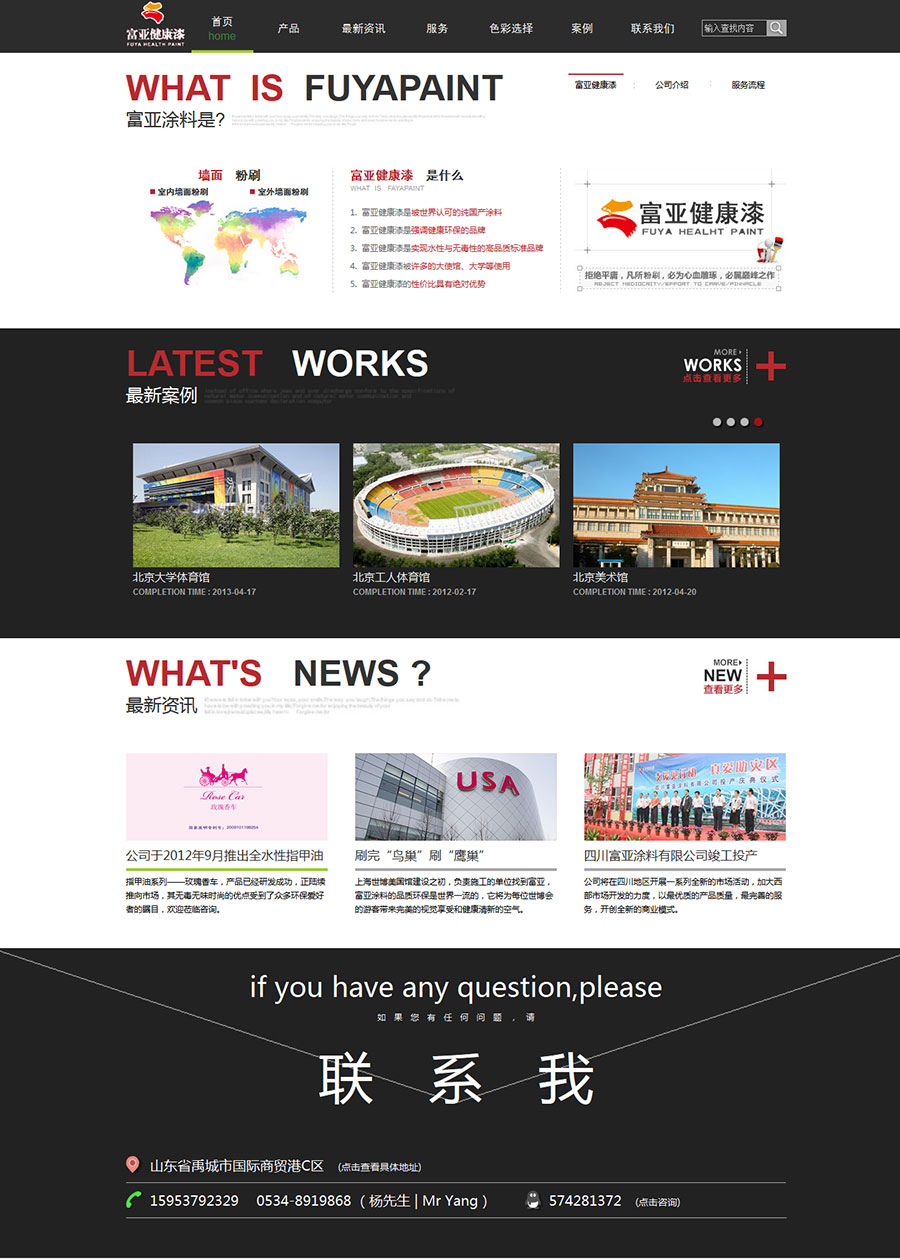 富亚健康漆
FUYA HEALTH PAINT
首页
home
产品
最新资讯
服务
色彩选择
案例
联系我们
输入查找内容
WHAT IS FUYAPAINT
富亚涂料是?
富亚健康漆
公司介绍
服务流程
墙面 粉刷
室内墙面粉刷
室外墙面粉刷
富亚健康漆 是什么
WHAT IS FAYAPAINT
1. 富亚健康漆是被世界认可的纯国产涂料
2. 富亚健康漆是强调健康环保的品牌
3. 富亚健康漆是实现水性与无毒性的高品质标准品牌
4. 富亚健康漆被许多的大使馆、大学等使用
5. 富亚健康漆的性价比具有绝对优势
富亚健康漆
FUYA HEALHT PAINT
拒绝平庸，凡所粉刷，必为心血雕琢，必属巅峰之作
REJECT MEDIOCRITY/EFFORT TO CARVE/PINNACLE
LATEST WORKS
最新案例
MORE
WORKS
点击查看更多
北京大学体育馆
COMPLETION TIME : 2013-04-17
北京工人体育馆
COMPLETION TIME : 2012-02-17
北京美术馆
COMPLETION TIME : 2012-04-20
WHAT'S NEWS ?
最新资讯
MORE
NEW
查看更多
Rose Car
玫瑰香车
USA
公司于2012年9月推出全水性指甲油
指甲油系列——玫瑰香车，产品已经研发成功，正陆续
推向市场，其无毒无味时尚的优点受到了众多环保爱好
者的瞩目，欢迎莅临咨询。
刷完“鸟巢”刷“鹰巢”
上海世博美国馆建设之初，负责施工的单位找到富亚，
富亚涂料的品质环保是世界一流的，它将为每位世博会
的游客带来完美的视觉享受和健康清新的空气。
四川富亚涂料有限公司竣工投产
公司将在四川地区开展一系列全新的市场活动，加大西
部市场开发的力度，以最优质的产品质量，最完善的服
务，开创全新的商业模式。
if you have any question,please
如果您有任何问题，请
联系我
山东省禹城市国际商贸港C区 (点击查看具体地址)
15953792329 0534-8919868 ( 杨先生 | Mr Yang )
574281372 (点击咨询)